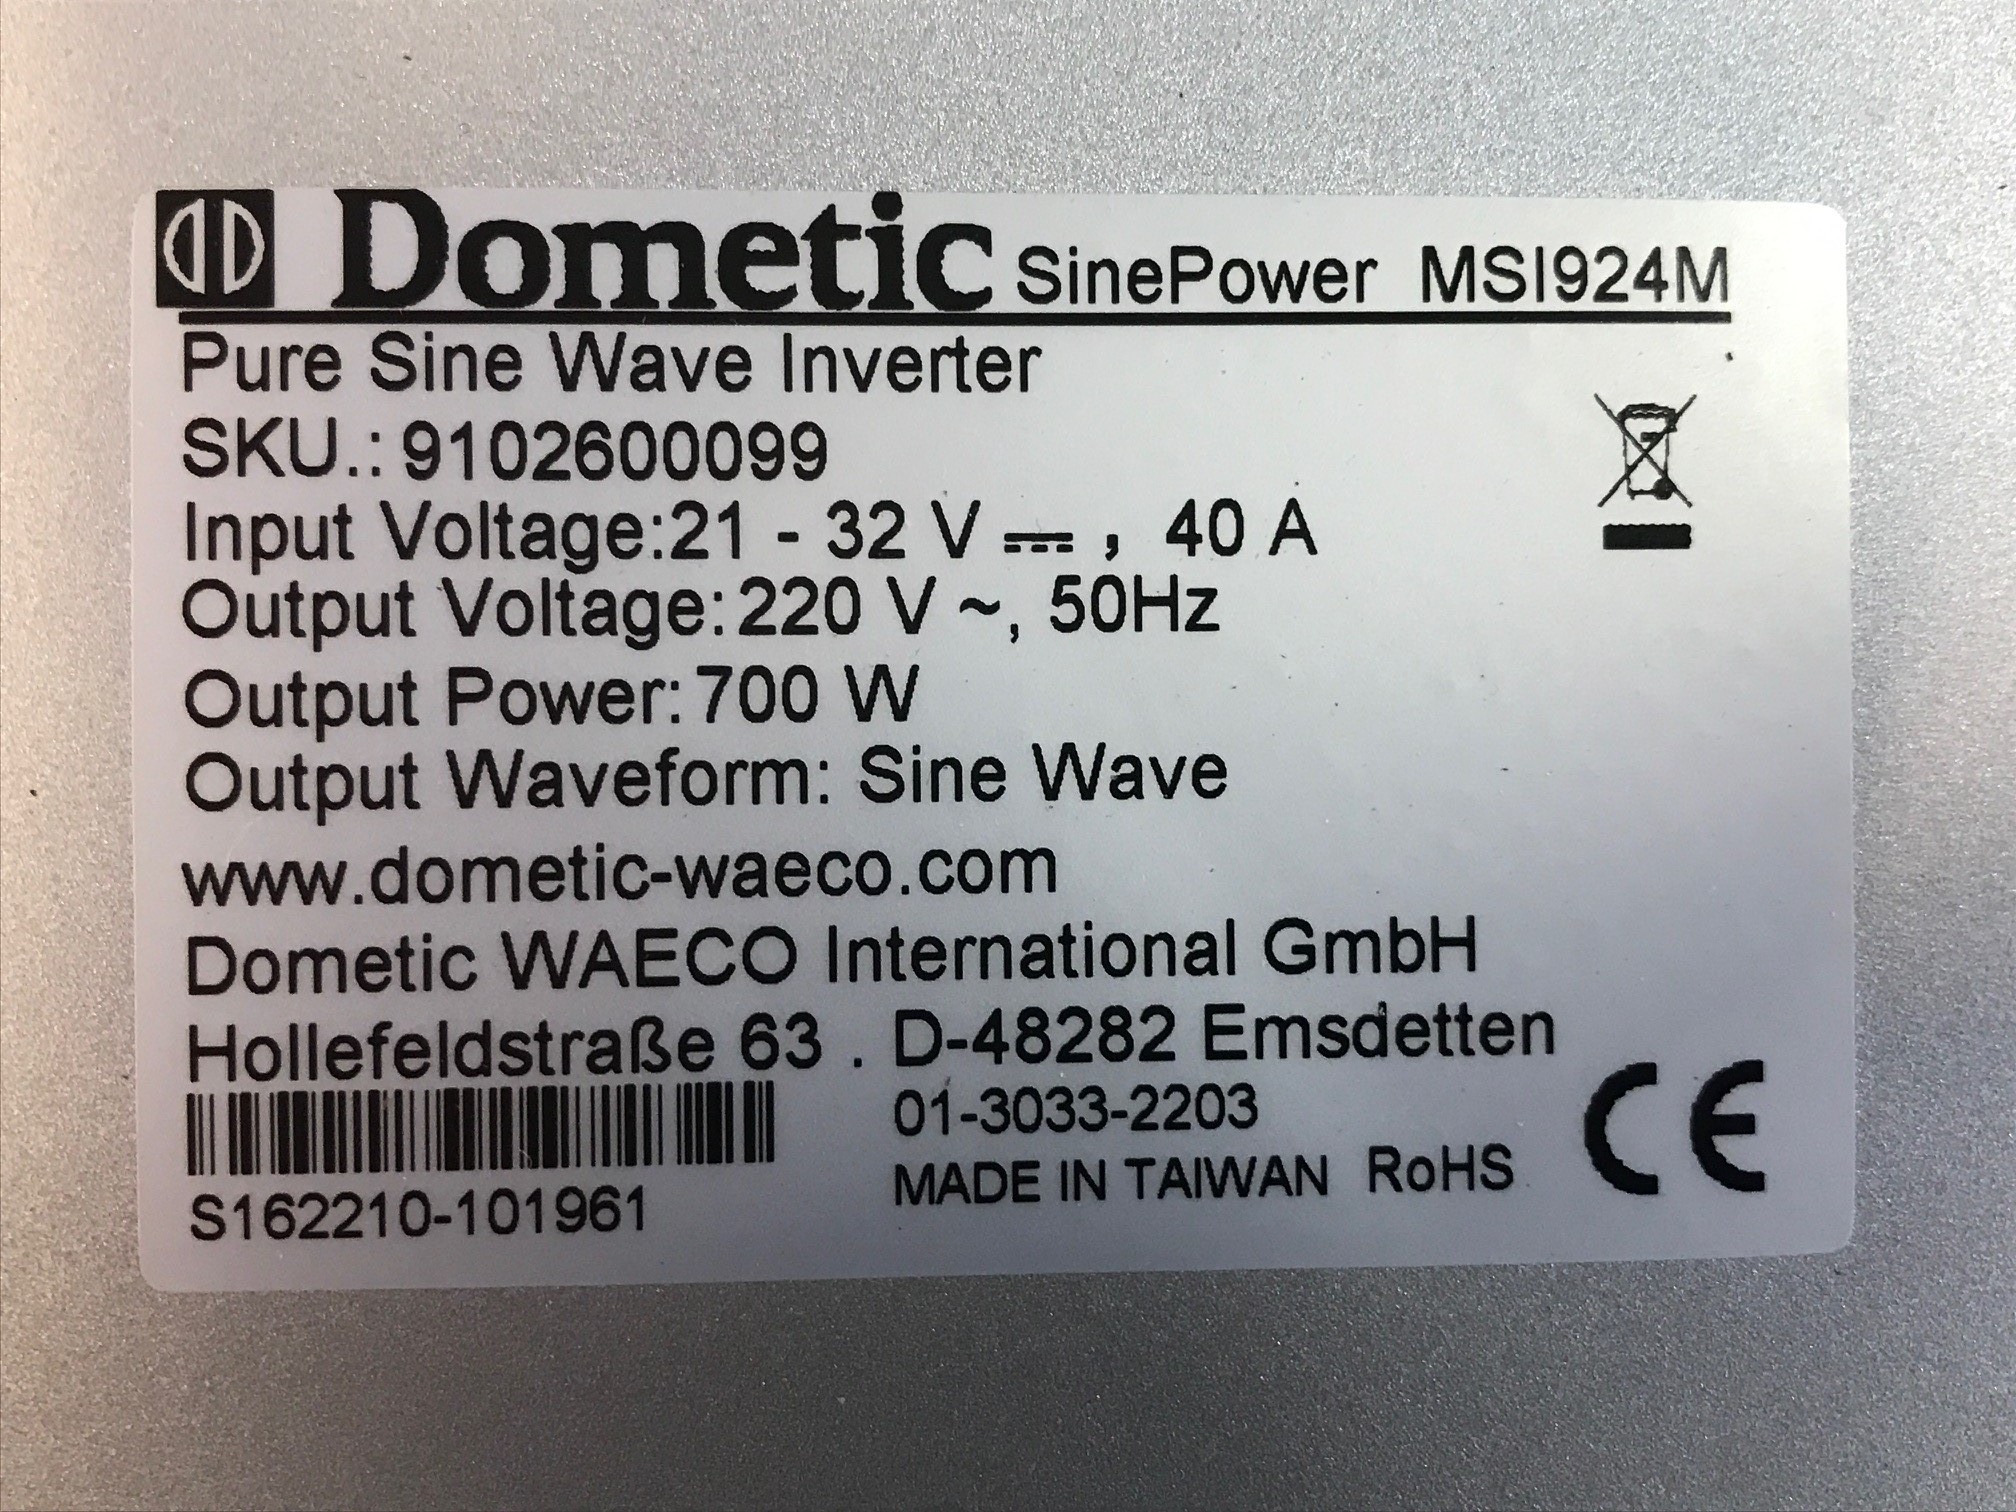 Dometic SinePower MSI924M
Pure Sine Wave Inverter
SKU.: 9102600099
Input Voltage:21 - 32 V ⎓ , 40 A
Output Voltage: 220 V ~, 50Hz
Output Power: 700 W
Output Waveform: Sine Wave
www.dometic-waeco.com
Dometic WAECO International GmbH
Hollefeldstraße 63 . D-48282 Emsdetten
01-3033-2203
MADE IN TAIWAN RoHS CE
S162210-101961